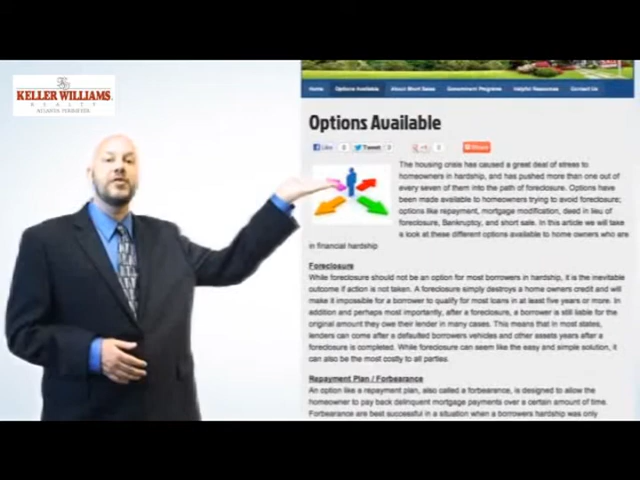 KELLER WILLIAMS
R E A L T Y
Home Options Available About Short Sales Government Programs Helpful Resources Contact Us
Options Available
Like 0 Tweet 0 +1 0 Share
The housing crisis has caused a great deal of stress to
homeowners in hardship, and has pushed more than one out of
every seven of them into the path of foreclosure. Options have
been made available to homeowners trying to avoid foreclosure;
options like repayment, mortgage modification, deed in lieu of
foreclosure, Bankruptcy, and short sale. In this article we will take
a look at these different options available to home owners who are
in financial hardship
Foreclosure
While foreclosure should not be an option for most borrowers in hardship, it is the inevitable
outcome if action is not taken. A foreclosure simply destroys a home owners credit and will
make it impossible for a borrower to qualify for most loans in at least five years or more. In
addition and perhaps most importantly, after a foreclosure, a borrower is still liable for the
original amount they owe their lender in many cases. This means that in most states,
lenders can come after a defaulted borrowers vehicles and other assets years after a
foreclosure is completed. While foreclosure can seem like the easy and simple solution, it
can also be the most costly to all parties.
Repayment Plan / Forbearance
An option like a repayment plan, also called a forbearance, is designed to allow the
homeowner to pay back delinquent mortgage payments over a certain amount of time.
Forbearance are best successful in a situation when a borrowers hardship was only